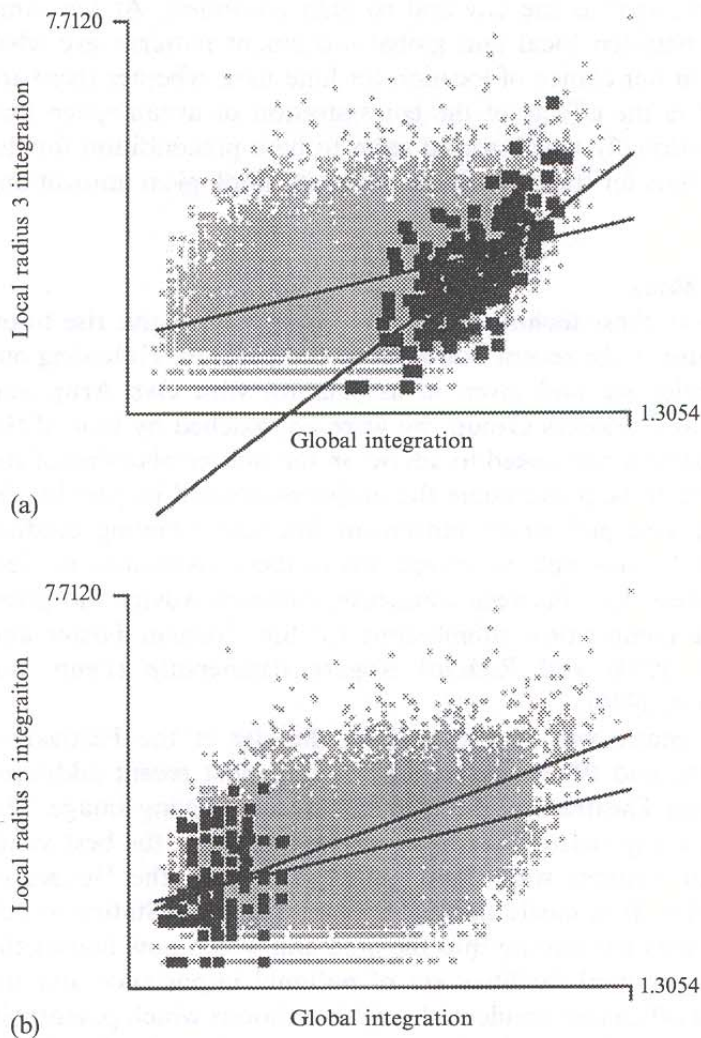 7.7120
Local radius 3 integration
1.3054
Global integration
(a)
7.7120
Local radius 3 integraiton
1.3054
Global integration
(b)